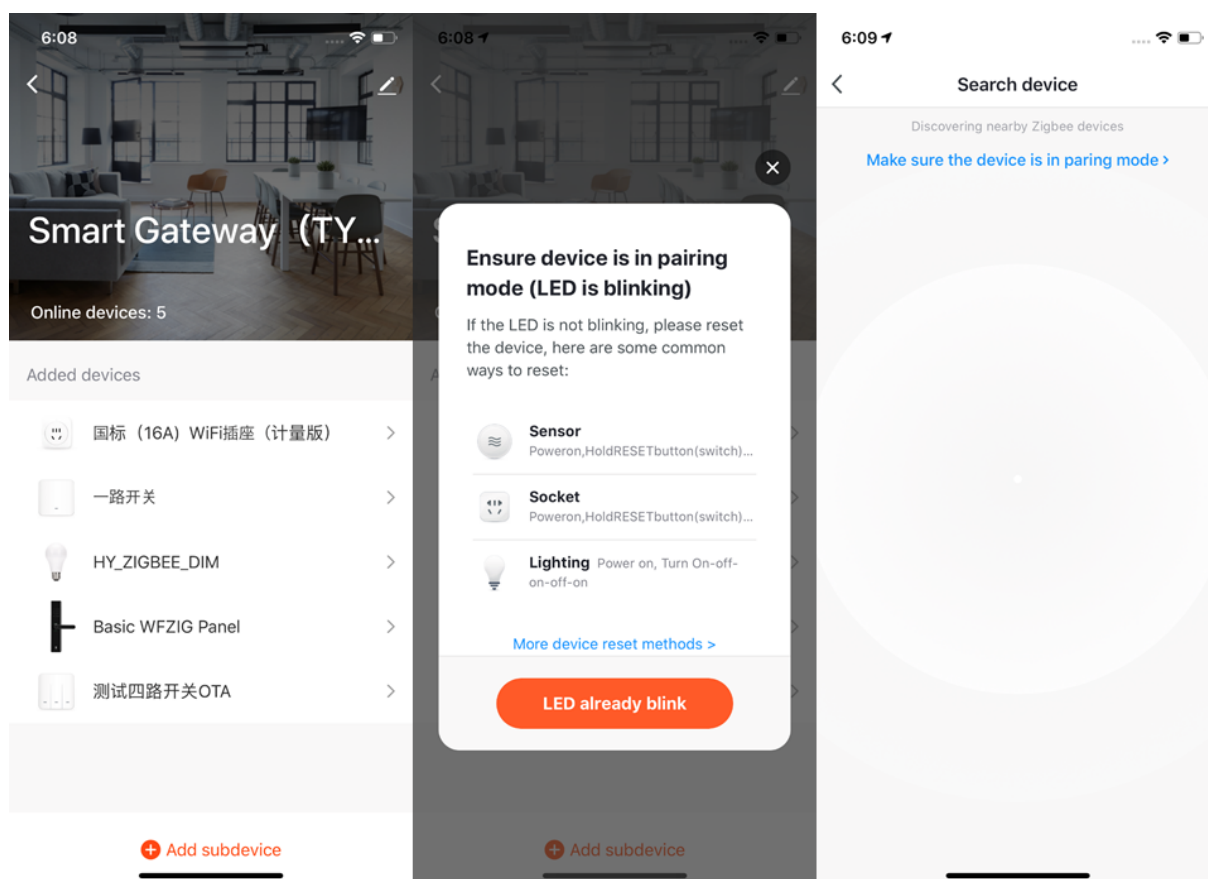 6:08
Smart Gateway（TY...
Online devices: 5
Added devices
国标（16A）WiFi插座（计量版）
一路开关
HY_ZIGBEE_DIM
Basic WFZIG Panel
测试四路开关OTA
Add subdevice
6:08
Ensure device is in pairing
mode (LED is blinking)
If the LED is not blinking, please reset
the device, here are some common
ways to reset:
Sensor
Poweron,HoldRESETbutton(switch)...
Socket
Poweron,HoldRESETbutton(switch)...
Lighting Power on, Turn On-off-
on-off-on
More device reset methods >
LED already blink
Add subdevice
6:09
Search device
Discovering nearby Zigbee devices
Make sure the device is in paring mode >